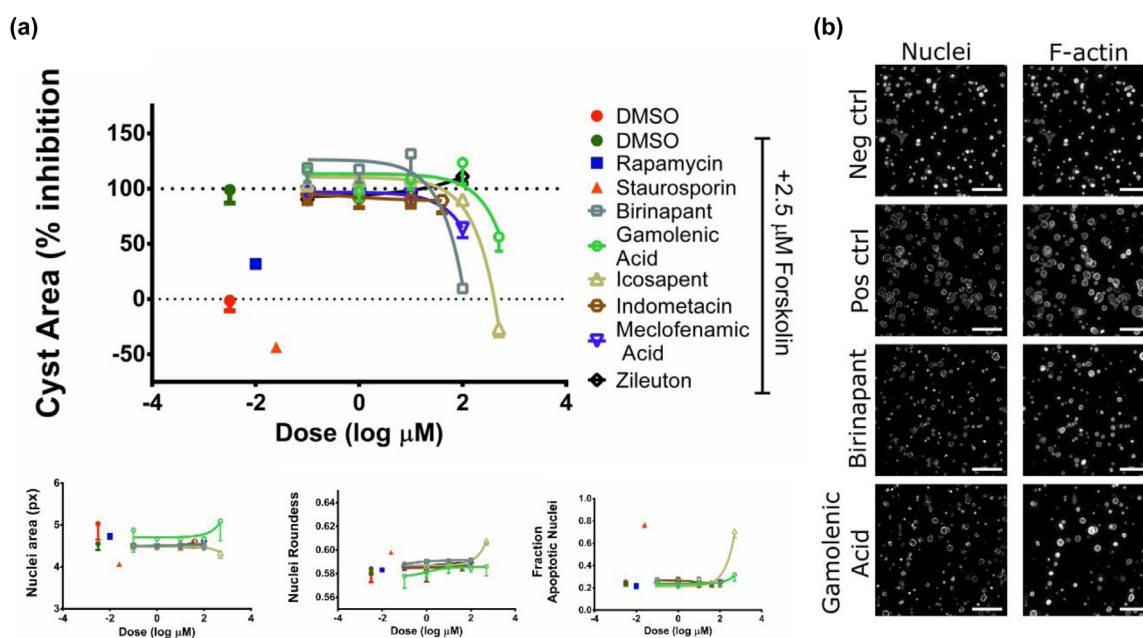 (a)
Cyst Area (% inhibition
150
100
50
0
-50
-4
-2
0
2
4
Dose (log μM)
DMSO
DMSO
Rapamycin
Staurosporin
Birinapant
Gamolenic
Acid
Icosapent
Indometacin
Meclofenamic
Acid
Zileuton
+2.5 μM Forskolin
Nuclei area (px)
6
5
4
3
-4
-2
0
2
4
Dose (log μM)
Nuclei Roundess
0.64
0.62
0.60
0.58
0.56
-4
-2
0
2
4
Dose (log μM)
Fraction
Apoptotic Nuclei
1.0
0.8
0.6
0.4
0.2
0.0
-4
-2
0
2
4
Dose (log μM)
(b)
Nuclei
F-actin
Neg ctrl
Pos ctrl
Birinapant
Gamolenic
Acid